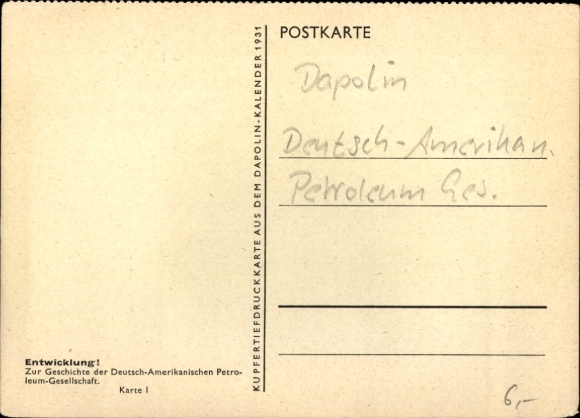 POSTKARTE
Dapolin
Deutsch-Amerikan.
Petroleum Ges.
KUPFERTIEFDRUCKKARTE AUS DEM DAPOLIN-KALENDER 1931
Entwicklung!
Zur Geschichte der Deutsch-Amerikanischen Petro-
leum-Gesellschaft.
Karte I
6,-